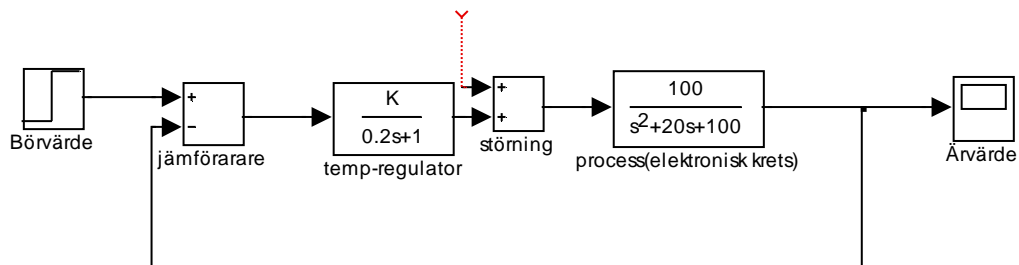 Börvärde
+
−
jämförarare
K
0.2s+1
temp-regulator
+
+
störning
100
s²+20s+100
process(elektronisk krets)
Ärvärde